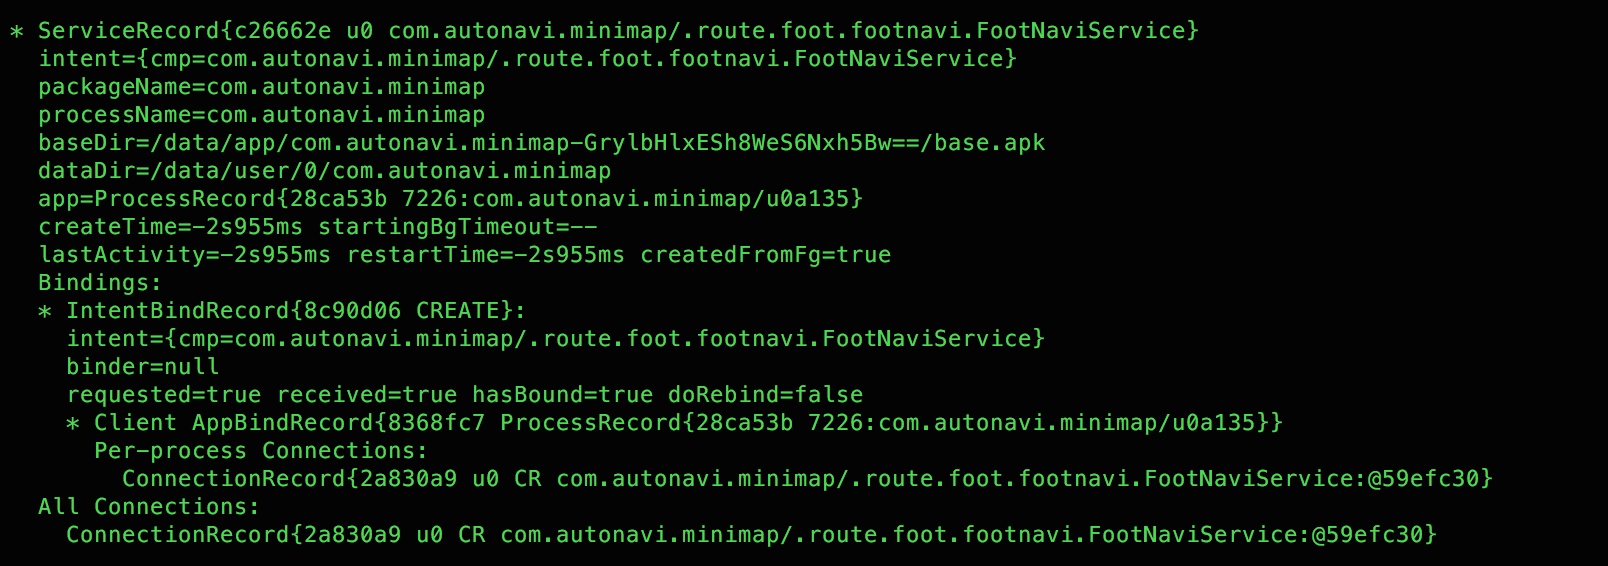 * ServiceRecord{c26662e u0 com.autonavi.minimap/.route.foot.footnavi.FootNaviService}
intent={cmp=com.autonavi.minimap/.route.foot.footnavi.FootNaviService}
packageName=com.autonavi.minimap
processName=com.autonavi.minimap
baseDir=/data/app/com.autonavi.minimap-GrylbHlxESh8WeS6Nxh5Bw==/base.apk
dataDir=/data/user/0/com.autonavi.minimap
app=ProcessRecord{28ca53b 7226:com.autonavi.minimap/u0a135}
createTime=-2s955ms startingBgTimeout=--
lastActivity=-2s955ms restartTime=-2s955ms createdFromFg=true
Bindings:
* IntentBindRecord{8c90d06 CREATE}:
intent={cmp=com.autonavi.minimap/.route.foot.footnavi.FootNaviService}
binder=null
requested=true received=true hasBound=true doRebind=false
* Client AppBindRecord{8368fc7 ProcessRecord{28ca53b 7226:com.autonavi.minimap/u0a135}}
Per-process Connections:
ConnectionRecord{2a830a9 u0 CR com.autonavi.minimap/.route.foot.footnavi.FootNaviService:@59efc30}
All Connections:
ConnectionRecord{2a830a9 u0 CR com.autonavi.minimap/.route.foot.footnavi.FootNaviService:@59efc30}